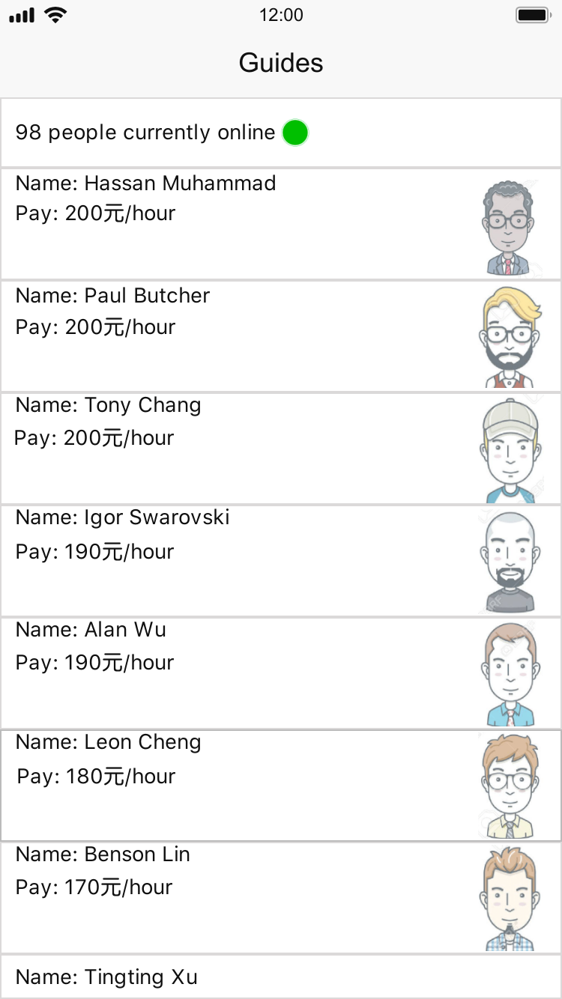 12:00
Guides
98 people currently online
Name: Hassan Muhammad
Pay: 200元/hour
Name: Paul Butcher
Pay: 200元/hour
Name: Tony Chang
Pay: 200元/hour
Name: Igor Swarovski
Pay: 190元/hour
Name: Alan Wu
Pay: 190元/hour
Name: Leon Cheng
Pay: 180元/hour
Name: Benson Lin
Pay: 170元/hour
Name: Tingting Xu